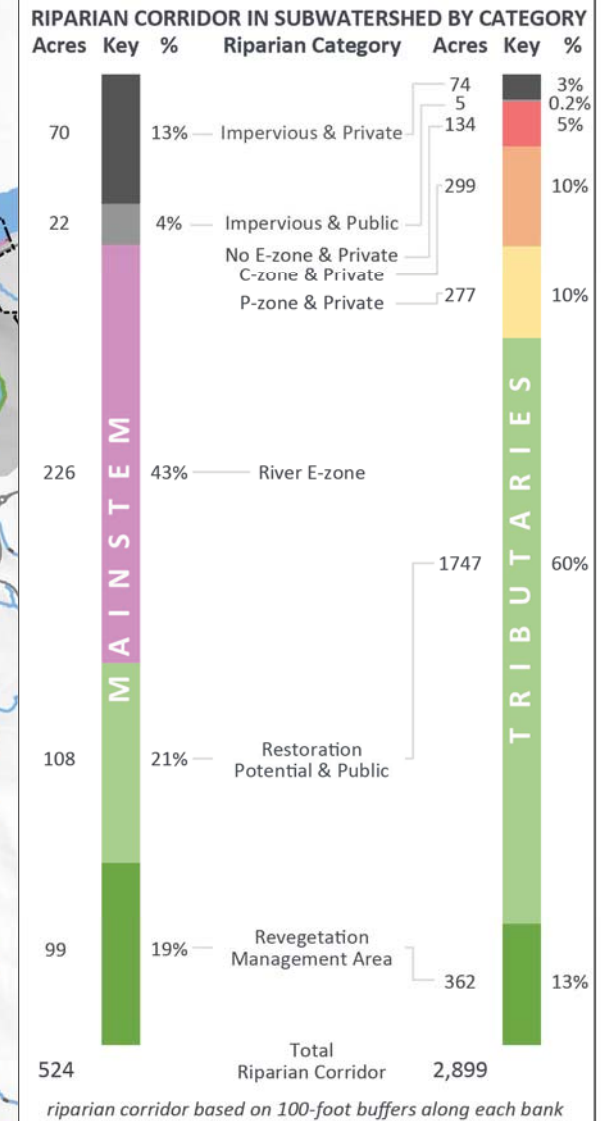 RIPARIAN CORRIDOR IN SUBWATERSHED BY CATEGORY
Acres Key % Riparian Category Acres Key %
74 3%
5 0.2%
70 13% Impervious & Private 134 5%
299 10%
22 4% Impervious & Public
No E-zone & Private
C-zone & Private
P-zone & Private 277 10%
MAINSTEM
TRIBUTARIES
226 43% River E-zone
1747 60%
108 21% Restoration
Potential & Public
99 19% Revegetation
Management Area
362 13%
Total
524 Riparian Corridor 2,899
riparian corridor based on 100-foot buffers along each bank